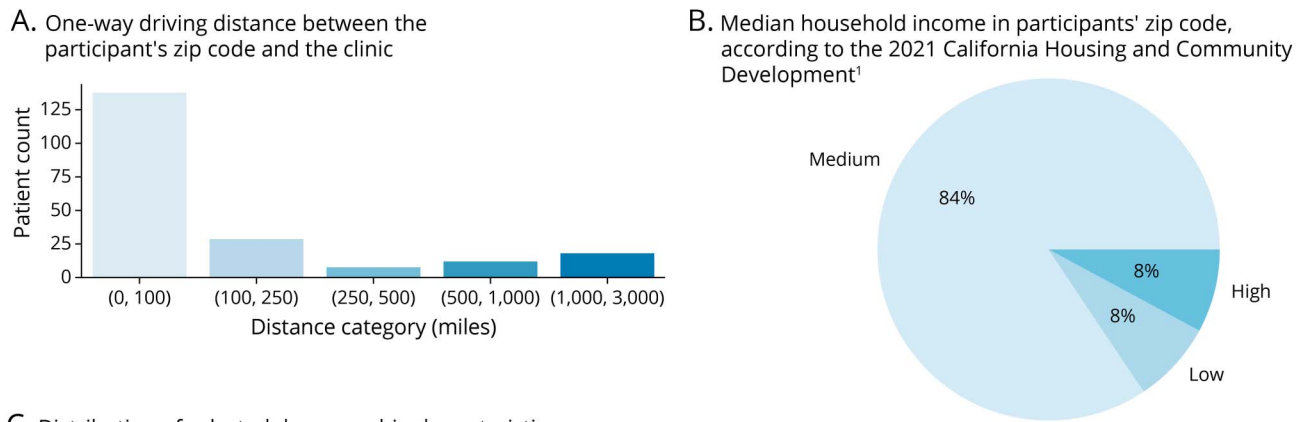 A. One-way driving distance between the
participant's zip code and the clinic
Patient count
125
100
75
50
25
0
(0, 100) (100, 250) (250, 500) (500, 1,000) (1,000, 3,000)
Distance category (miles)
B. Median household income in participants' zip code,
according to the 2021 California Housing and Community
Development¹
Medium
84%
8%
High
8%
Low